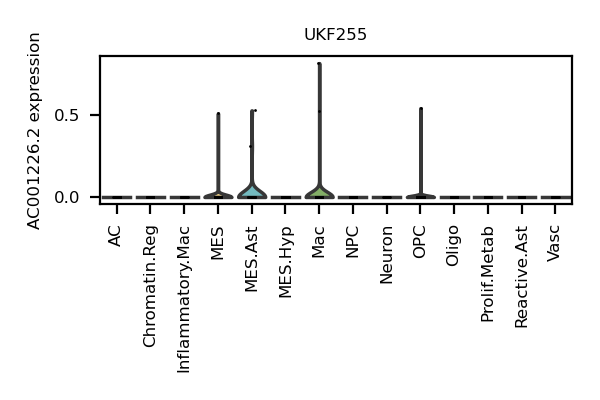 UKF255
AC001226.2 expression
0.5
0.0
AC
Chromatin.Reg
Inflammatory.Mac
MES
MES.Ast
MES.Hyp
Mac
NPC
Neuron
OPC
Oligo
Prolif.Metab
Reactive.Ast
Vasc